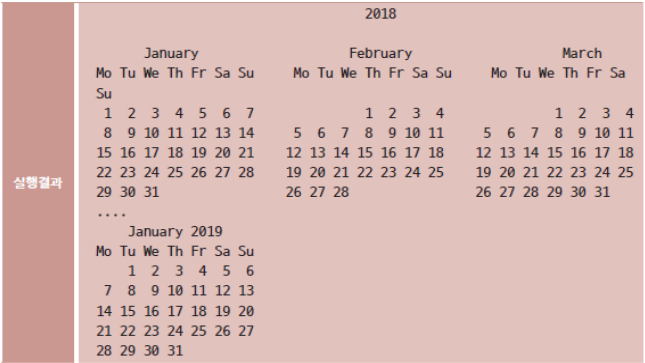 실행결과
2018
January February March
Mo Tu We Th Fr Sa Su Mo Tu We Th Fr Sa Su Mo Tu We Th Fr Sa
Su
1 2 3 4 5 6 7 1 2 3 4 1 2 3 4
8 9 10 11 12 13 14 5 6 7 8 9 10 11 5 6 7 8 9 10 11
15 16 17 18 19 20 21 12 13 14 15 16 17 18 12 13 14 15 16 17 18
22 23 24 25 26 27 28 19 20 21 22 23 24 25 19 20 21 22 23 24 25
29 30 31 26 27 28 26 27 28 29 30 31
....
January 2019
Mo Tu We Th Fr Sa Su
1 2 3 4 5 6
7 8 9 10 11 12 13
14 15 16 17 18 19 20
21 22 23 24 25 26 27
28 29 30 31